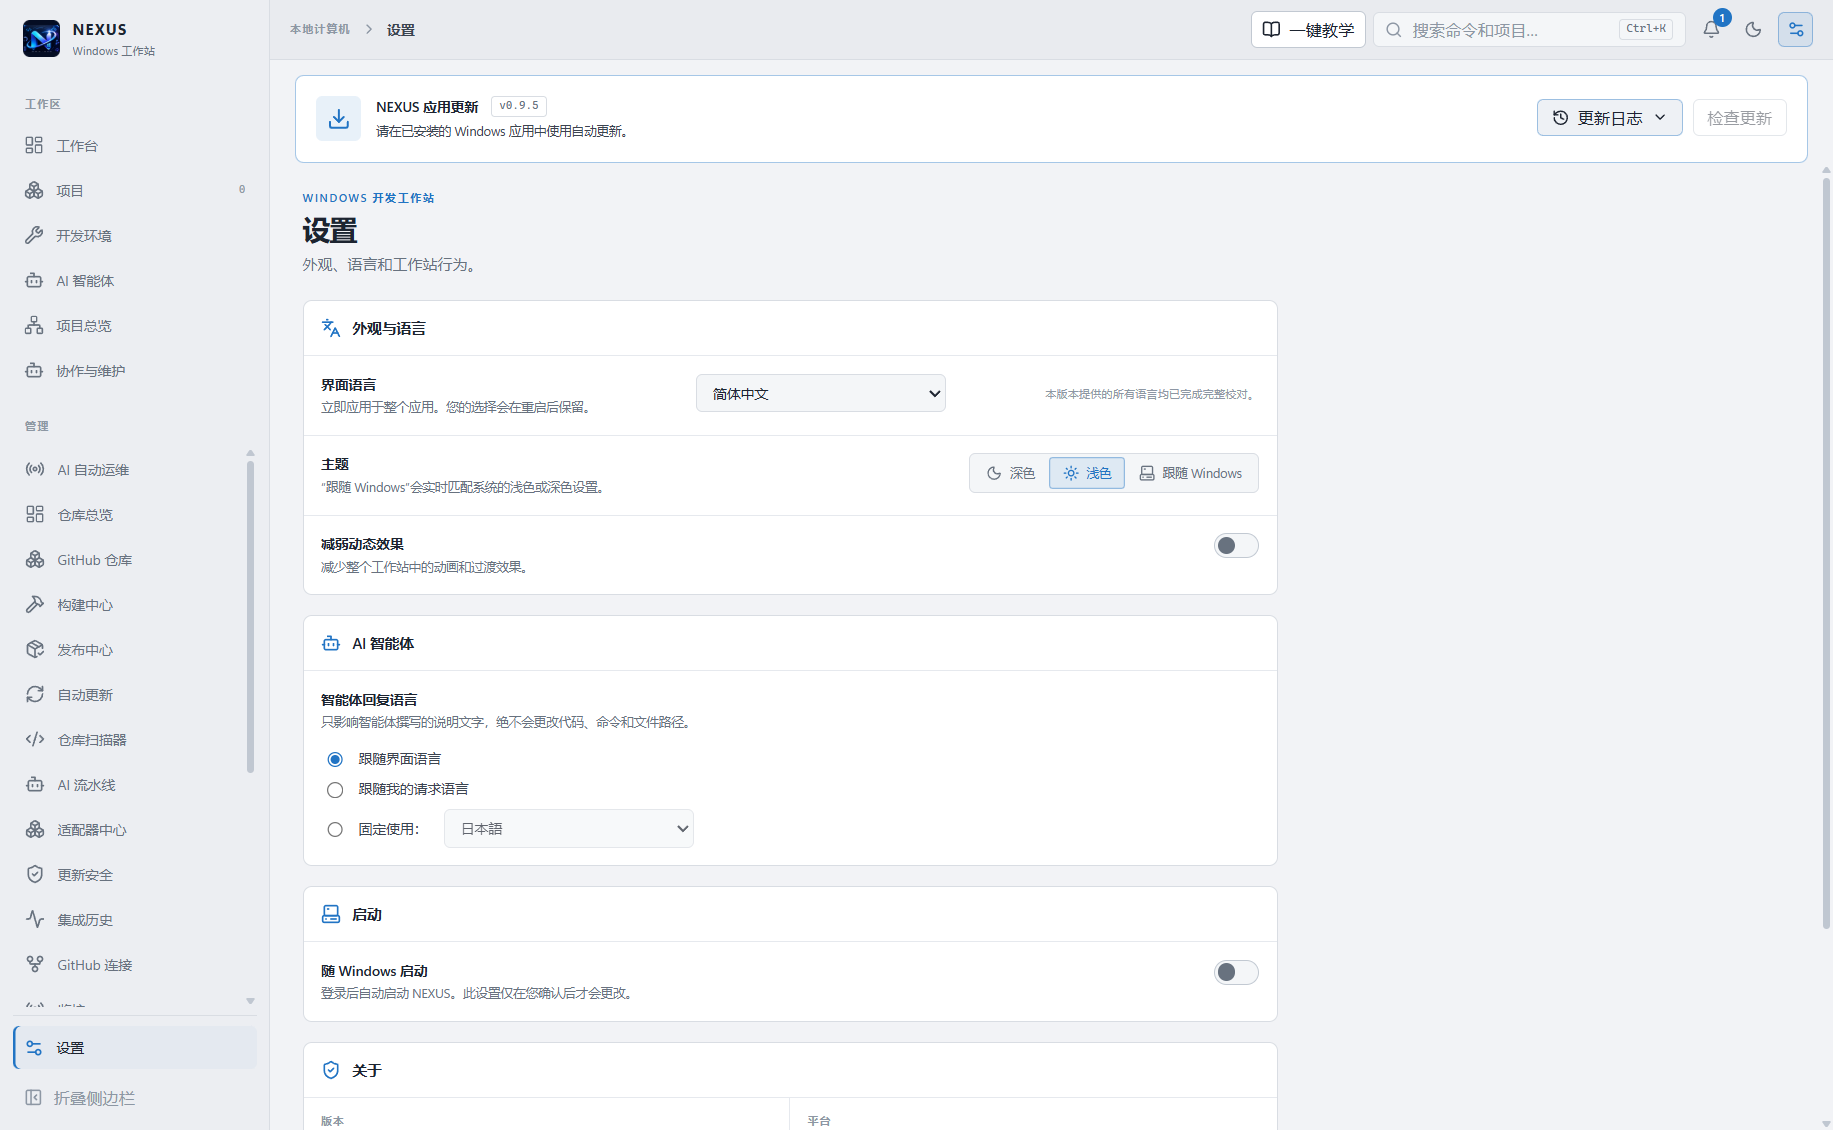 NEXUS
Windows 工作站
工作区
工作台
项目
0
开发环境
AI 智能体
项目总览
协作与维护
管理
AI 自动运维
仓库总览
GitHub 仓库
构建中心
发布中心
自动更新
仓库扫描器
AI 流水线
适配器中心
更新安全
集成历史
GitHub 连接
设置
折叠侧边栏
本地计算机
设置
一键教学
搜索命令和项目...
Ctrl+K
1
NEXUS 应用更新
v0.9.5
请在已安装的 Windows 应用中使用自动更新。
更新日志
检查更新
WINDOWS 开发工作站
设置
外观、语言和工作站行为。
外观与语言
界面语言
立即应用于整个应用。您的选择会在重启后保留。
简体中文
本版本提供的所有语言均已完成完整校对。
主题
“跟随 Windows”会实时匹配系统的浅色或深色设置。
深色
浅色
跟随 Windows
减弱动态效果
减少整个工作站中的动画和过渡效果。
AI 智能体
智能体回复语言
只影响智能体撰写的说明文字，绝不会更改代码、命令和文件路径。
跟随界面语言
跟随我的请求语言
固定使用：
日本語
启动
随 Windows 启动
登录后自动启动 NEXUS。此设置仅在您确认后才会更改。
关于
版本
平台